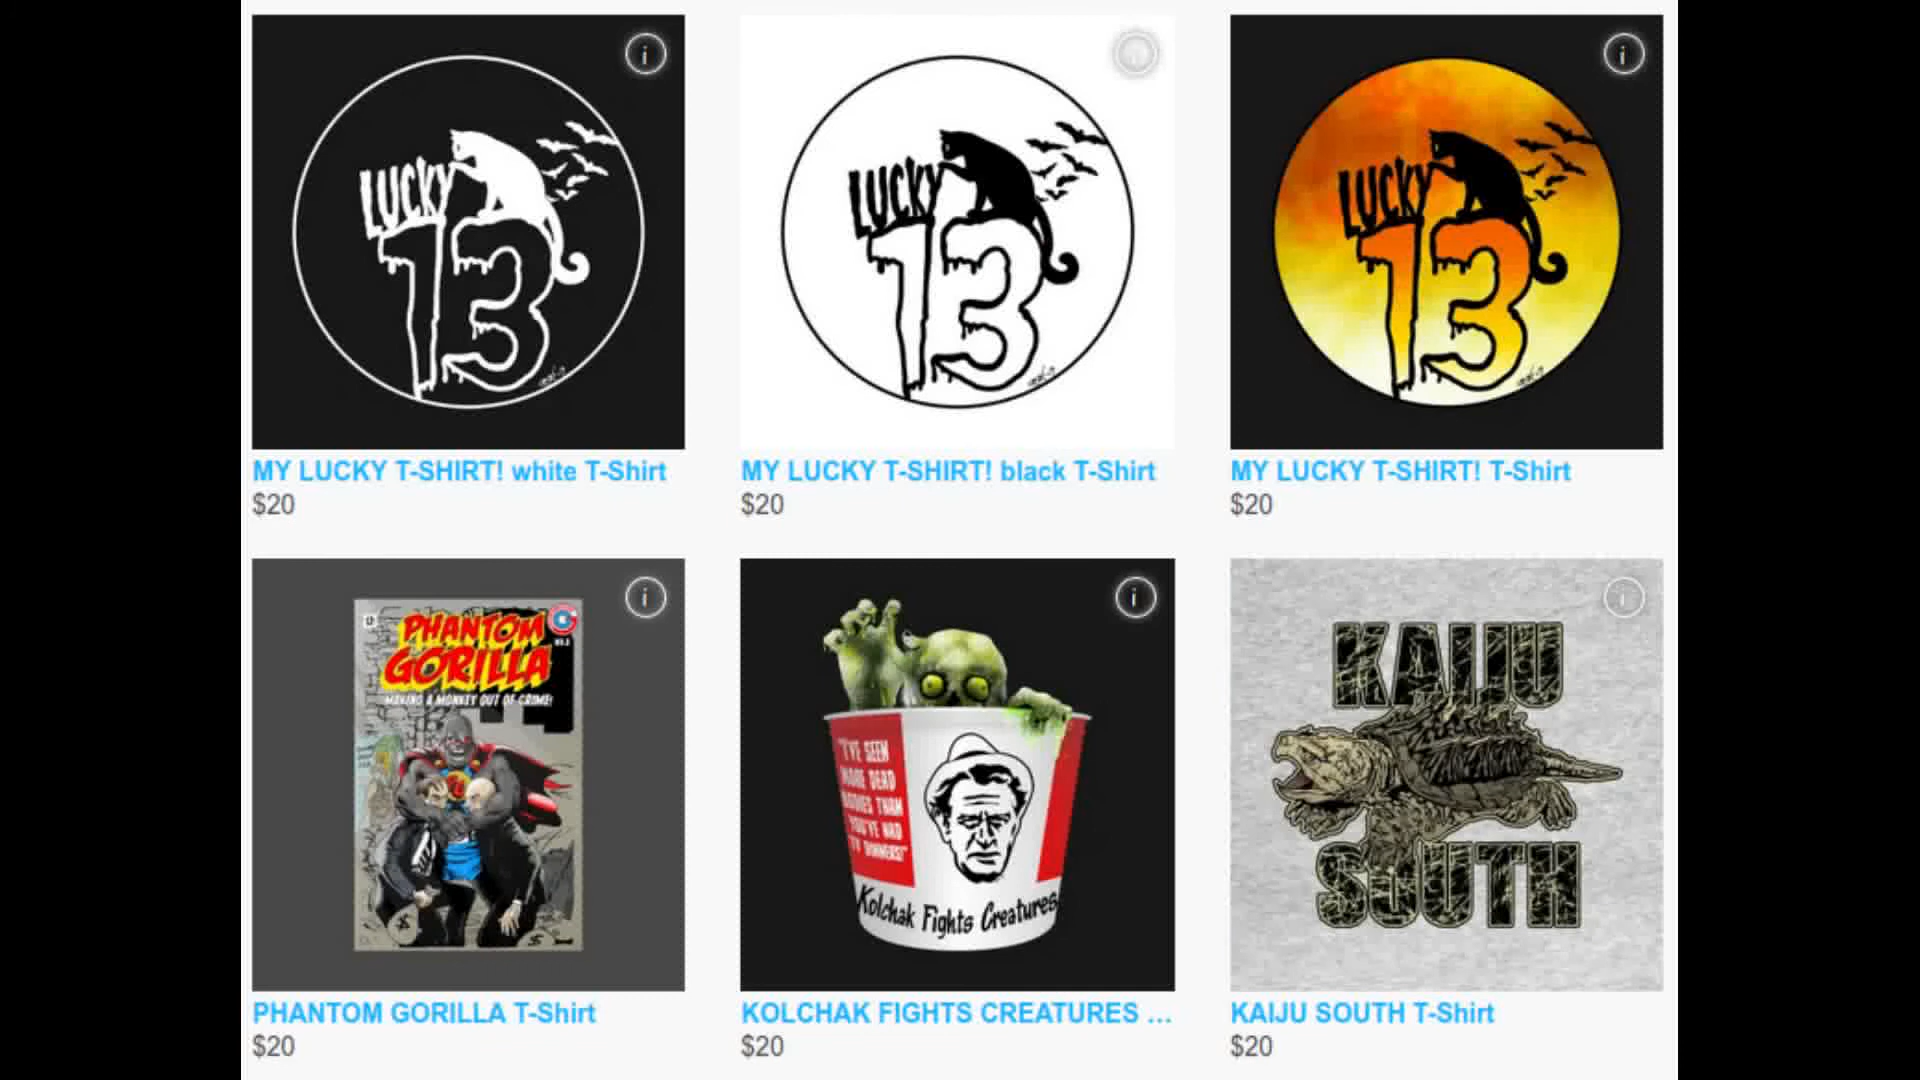 LUCKY
13
LUCKY
13
LUCKY
13
MY LUCKY T-SHIRT! white T-Shirt
$20
MY LUCKY T-SHIRT! black T-Shirt
$20
MY LUCKY T-SHIRT! T-Shirt
$20
PHANTOM
GORILLA
MAKING A MONKEY OUT OF CRIME!
"I'VE SEEN
MORE DEAD
BODIES THAN
YOU'VE HAD
TV DINNERS!"
Kolchak Fights Creatures
KAIJU
SOUTH
PHANTOM GORILLA T-Shirt
$20
KOLCHAK FIGHTS CREATURES ...
$20
KAIJU SOUTH T-Shirt
$20